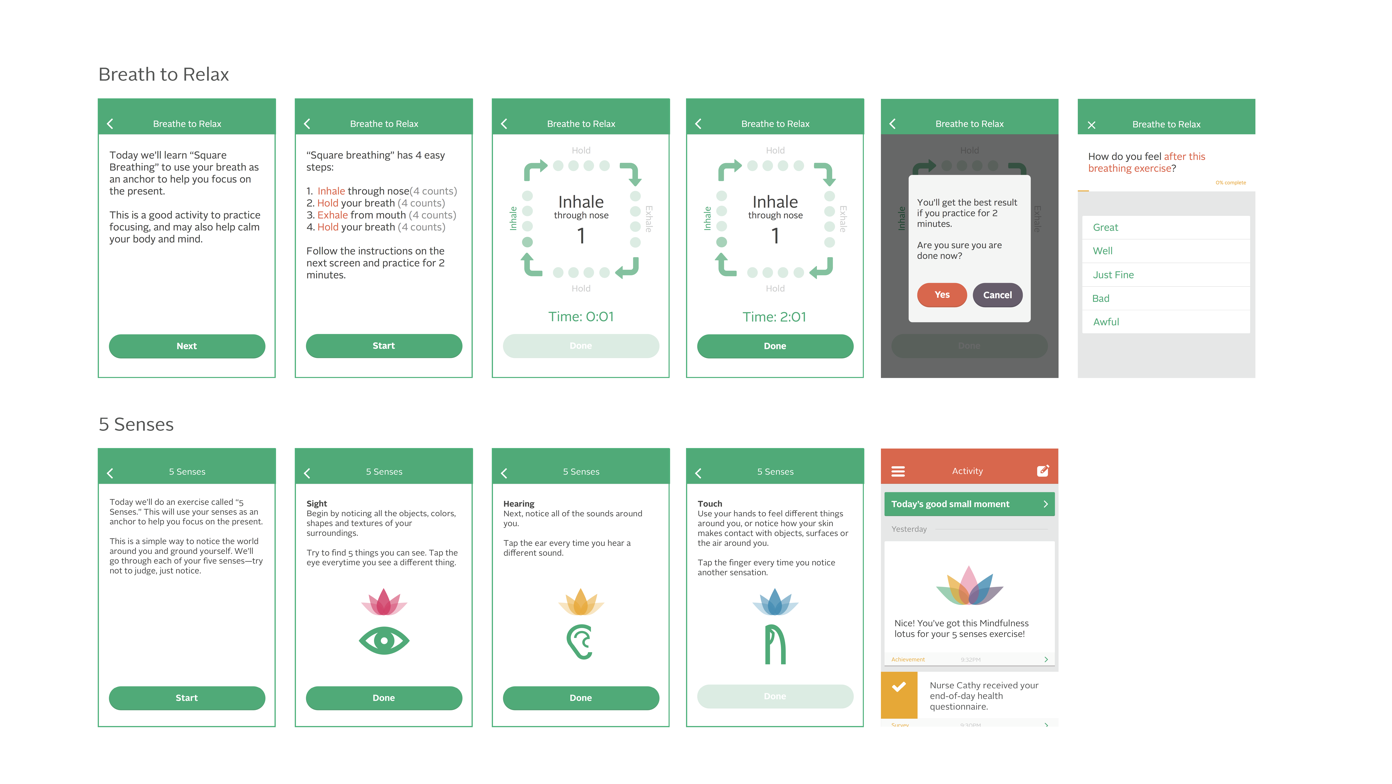 Breath to Relax
Breathe to Relax
Today we'll learn “Square
Breathing” to use your breath as
an anchor to help you focus on
the present.
This is a good activity to practice
focusing, and may also help calm
your body and mind.
Next
Breathe to Relax
“Square breathing” has 4 easy
steps:
1. Inhale through nose(4 counts)
2. Hold your breath (4 counts)
3. Exhale from mouth (4 counts)
4. Hold your breath (4 counts)
Follow the instructions on the
next screen and practice for 2
minutes.
Start
Breathe to Relax
Hold
Inhale
Inhale
through nose
1
Exhale
Hold
Time: 0:01
Done
Breathe to Relax
Hold
Inhale
Inhale
through nose
1
Exhale
Hold
Time: 2:01
Done
Breathe to Relax
Hold
Inhale
Exhale
You'll get the best result
if you practice for 2
minutes.
Are you sure you are
done now?
Yes
Cancel
Done
Breathe to Relax
How do you feel after this
breathing exercise?
0% complete
Great
Well
Just Fine
Bad
Awful
5 Senses
5 Senses
Today we'll do an exercise called “5
Senses.” This will use your senses as an
anchor to help you focus on the present.
This is a simple way to notice the world
around you and ground yourself. We'll
go through each of your five senses—try
not to judge, just notice.
Start
5 Senses
Sight
Begin by noticing all the objects, colors,
shapes and textures of your
surroundings.
Try to find 5 things you can see. Tap the
eye everytime you see a different thing.
Done
5 Senses
Hearing
Next, notice all of the sounds around
you.
Tap the ear every time you hear a
different sound.
Done
5 Senses
Touch
Use your hands to feel different things
around you, or notice how your skin
makes contact with objects, surfaces or
the air around you.
Tap the finger every time you notice
another sensation.
Done
Activity
Today's good small moment
Yesterday
Nice! You've got this Mindfulness
lotus for your 5 senses exercise!
Achievement
Nurse Cathy received your
end-of-day health
questionnaire.